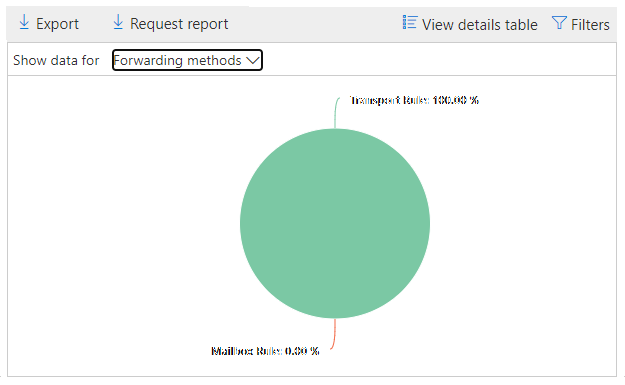 Export
Request report
View details table
Filters
Show data for
Forwarding methods
Transport Rule: 100.00 %
Mailbox Rule: 0.00 %